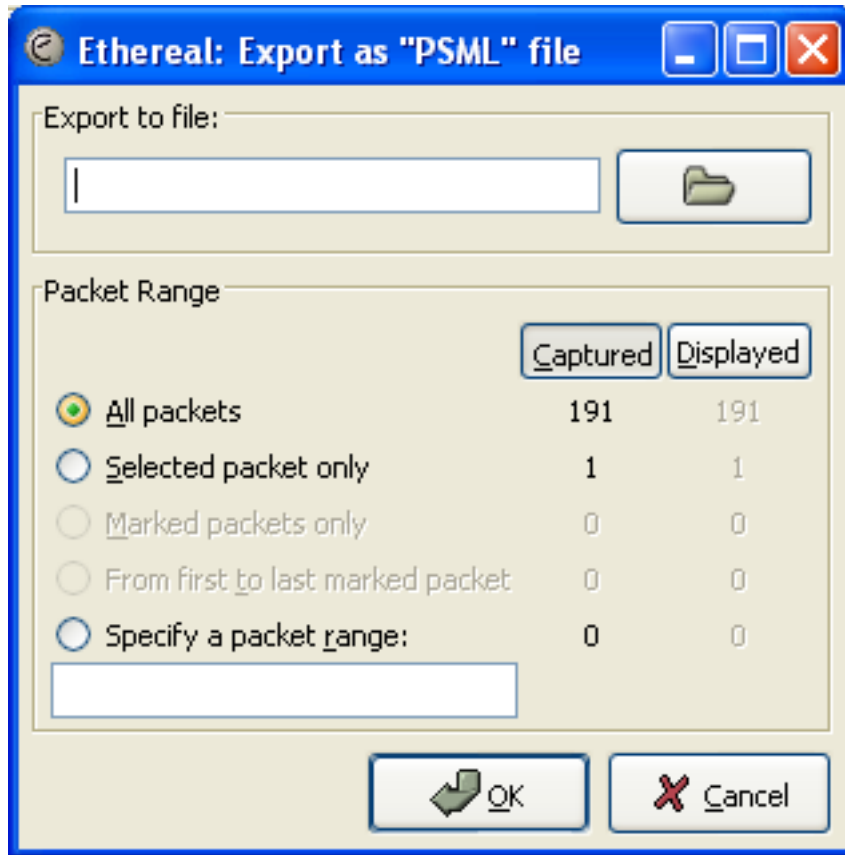 Ethereal: Export as "PSML" file
Export to file:
Packet Range
Captured Displayed
All packets 191 191
Selected packet only 1 1
Marked packets only 0 0
From first to last marked packet 0 0
Specify a packet range: 0 0
OK Cancel